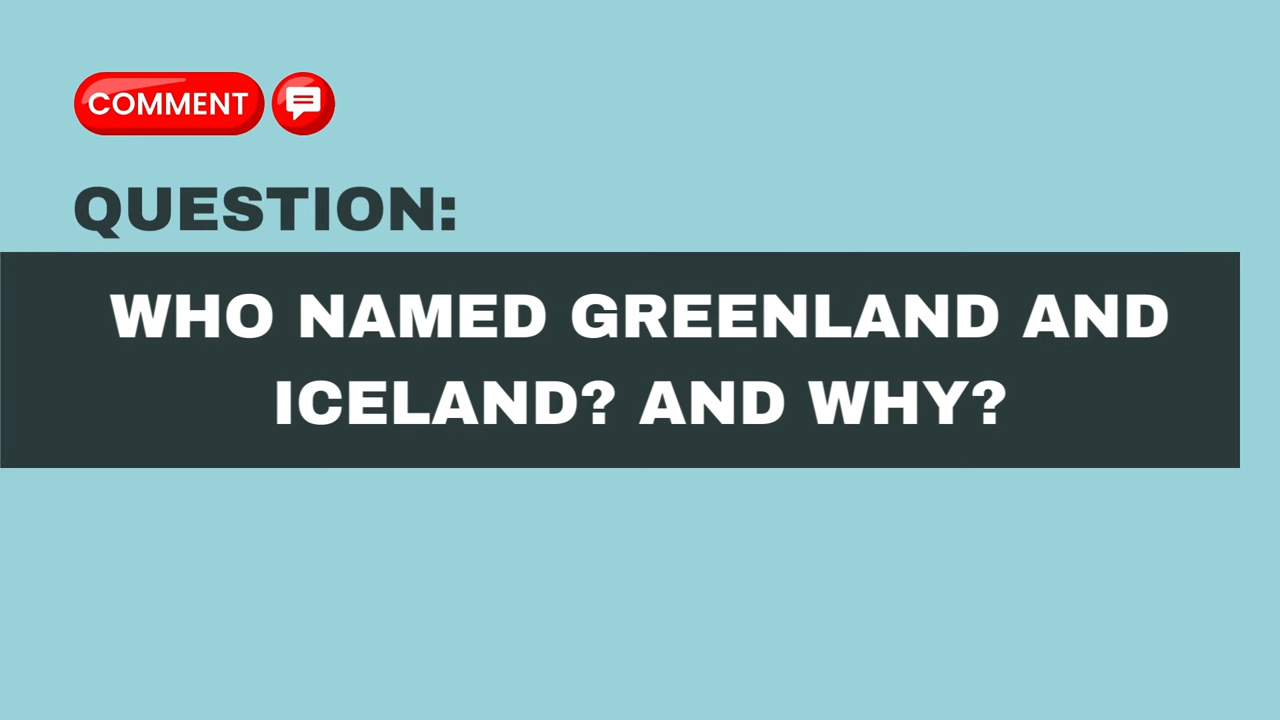 COMMENT
QUESTION:
WHO NAMED GREENLAND AND
ICELAND? AND WHY?